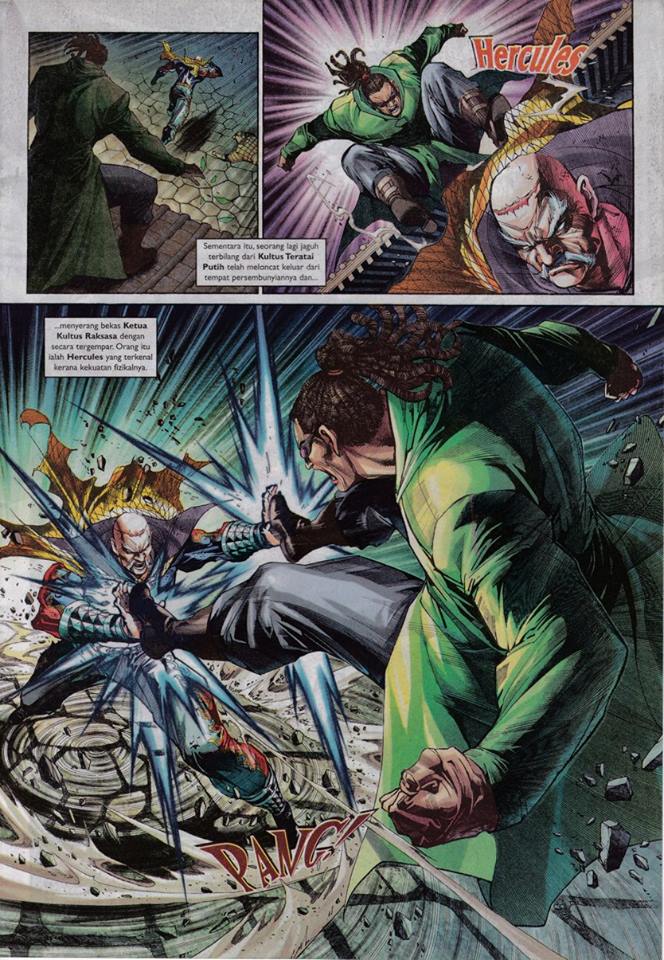 Hercules
Sementara itu, seorang lagi jaguh
terbilang dari Kultus Teratai
Putih telah meloncat keluar dari
tempat persembunyiannya dan...
...menyerang bekas Ketua
Kultus Raksasa dengan
secara tergempar. Orang itu
ialah Hercules yang terkenal
kerana kekuatan fizikalnya.
PANG!